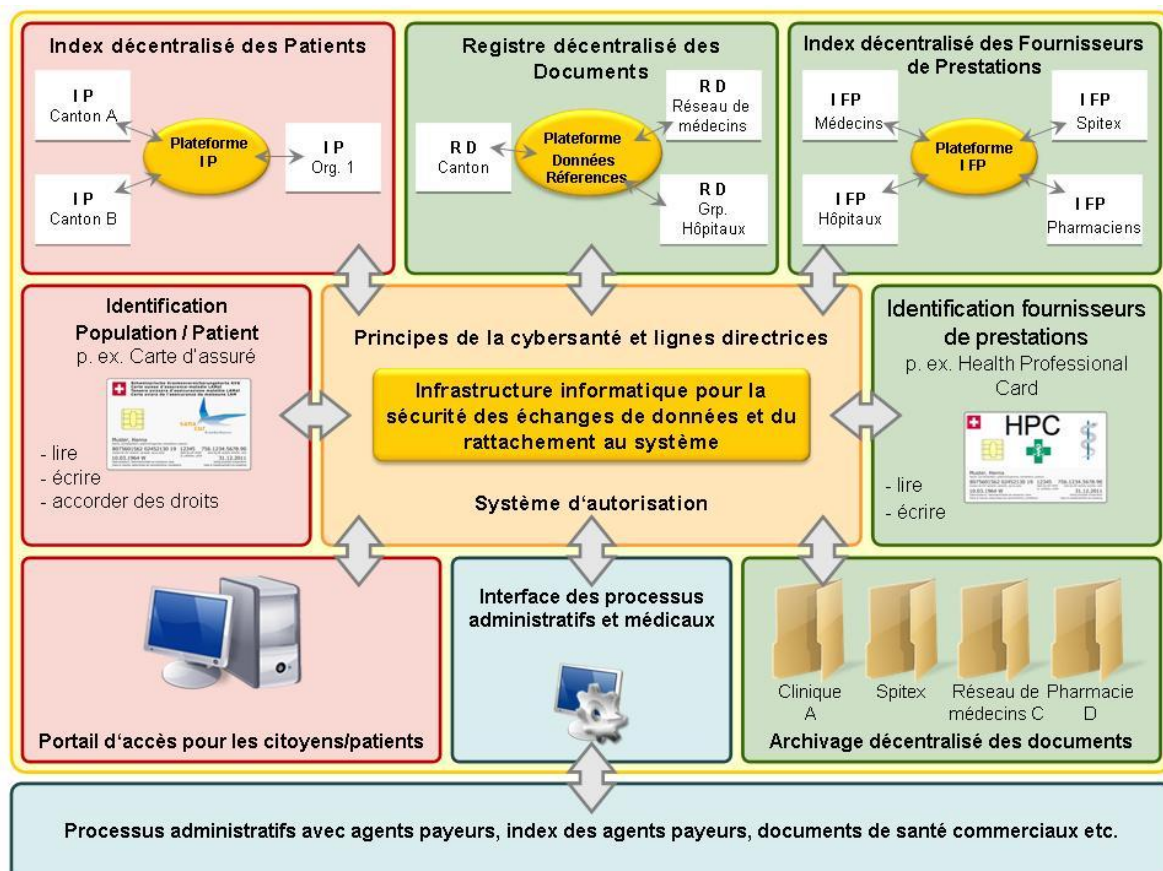 Index décentralisé des Patients
I P
Canton A
Plateforme
I P
I P
Org. 1
I P
Canton B
Registre décentralisé des
Documents
R D
Réseau de
médecins
R D
Canton
Plateforme
Données
Réferences
R D
Grp.
Hôpitaux
Index décentralisé des Fournisseurs
de Prestations
I FP
Médecins
I FP
Spitex
Plateforme
I FP
I FP
Hôpitaux
I FP
Pharmaciens
Identification
Population / Patient
p. ex. Carte d'assuré
Muster, Hanna
- lire
- écrire
- accorder des droits
Principes de la cybersanté et lignes directrices
Infrastructure informatique pour la
sécurité des échanges de données et du
rattachement au système
Système d'autorisation
Identification fournisseurs
de prestations
p. ex. Health Professional
Card
HPC
Muster, Hanna
- lire
- écrire
Portail d'accès pour les citoyens/patients
Interface des processus
administratifs et médicaux
Clinique
A
Spitex
Réseau de
médecins C
Pharmacie
D
Archivage décentralisé des documents
Processus administratifs avec agents payeurs, index des agents payeurs, documents de santé commerciaux etc.